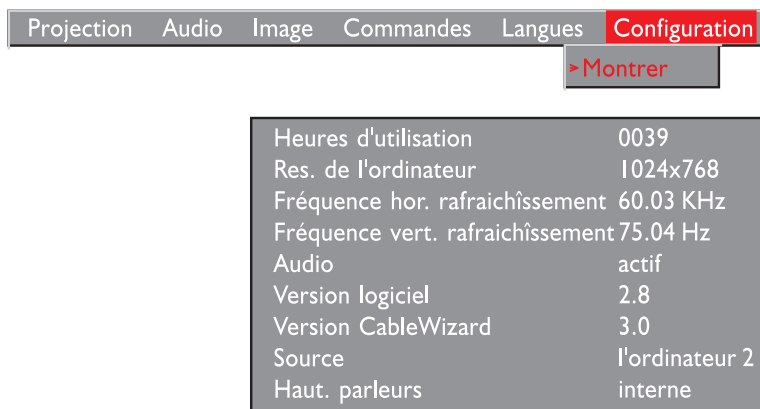 Projection Audio Image Commandes Langues Configuration
➤Montrer
Heures d'utilisation 0039
Res. de l'ordinateur 1024x768
Fréquence hor. rafraichîssement 60.03 KHz
Fréquence vert. rafraichîssement 75.04 Hz
Audio actif
Version logiciel 2.8
Version CableWizard 3.0
Source l'ordinateur 2
Haut. parleurs interne